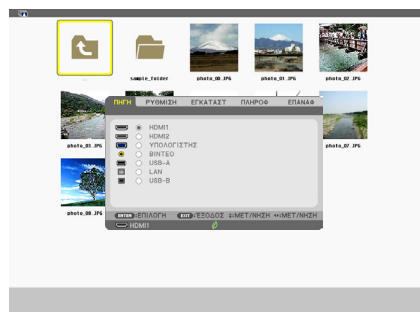 ..
sample_folder photo_00.JPG photo_01.JPG photo_02.JPG
ΠΗΓΗ ΡΥΘΜΙΣΗ ΕΓΚΑΤΑΣΤ ΠΛΗΡΟΦ ΕΠΑΝΑΦ
HDMI1
HDMI2
ΥΠΟΛΟΓΙΣΤΗΣ
ΒΙΝΤΕΟ
USB-A
LAN
USB-B
photo_03.JPG photo_07.JPG
photo_08.JPG
ENTER :ΕΠΙΛΟΓΗ EXIT :ΈΞΟΔΟΣ ↕:ΜΕΤ/ΝΗΣΗ ↔:ΜΕΤ/ΝΗΣΗ
HDMI1